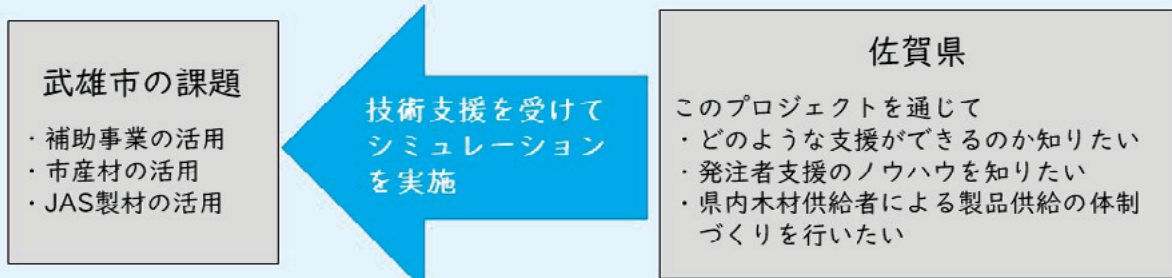 武雄市の課題
・補助事業の活用
・市産材の活用
・JAS製材の活用
技術支援を受けて
シミュレーション
を実施
佐賀県
このプロジェクトを通じて
・どのような支援ができるのか知りたい
・発注者支援のノウハウを知りたい
・県内木材供給者による製品供給の体制
づくりを行いたい